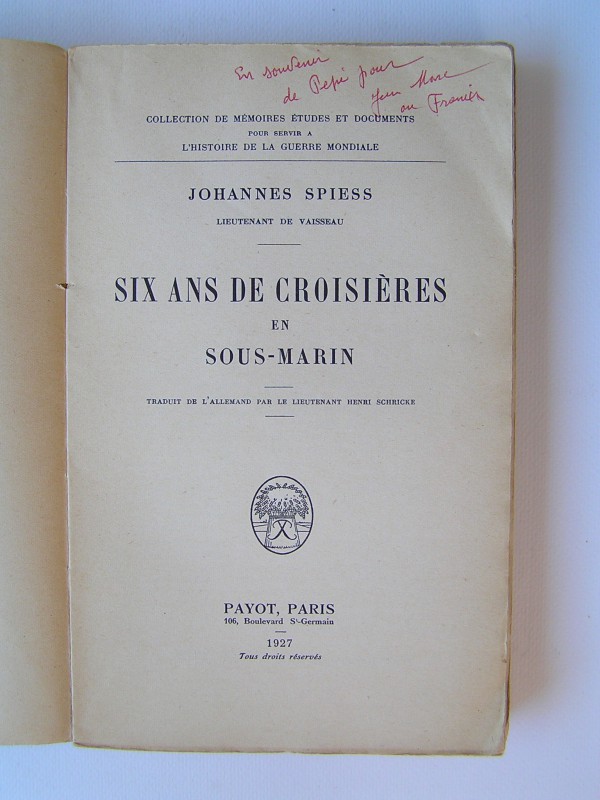 En souvenir
de Pépé pour
Jean Marc
ou
COLLECTION DE MÉMOIRES ÉTUDES ET DOCUMENTS
POUR SERVIR A
L'HISTOIRE DE LA GUERRE MONDIALE
JOHANNES SPIESS
LIEUTENANT DE VAISSEAU
SIX ANS DE CROISIÈRES
EN
SOUS-MARIN
TRADUIT DE L'ALLEMAND PAR LE LIEUTENANT HENRI SCHRICKE
PAYOT, PARIS
106, Boulevard St-Germain
1927
Tous droits réservés